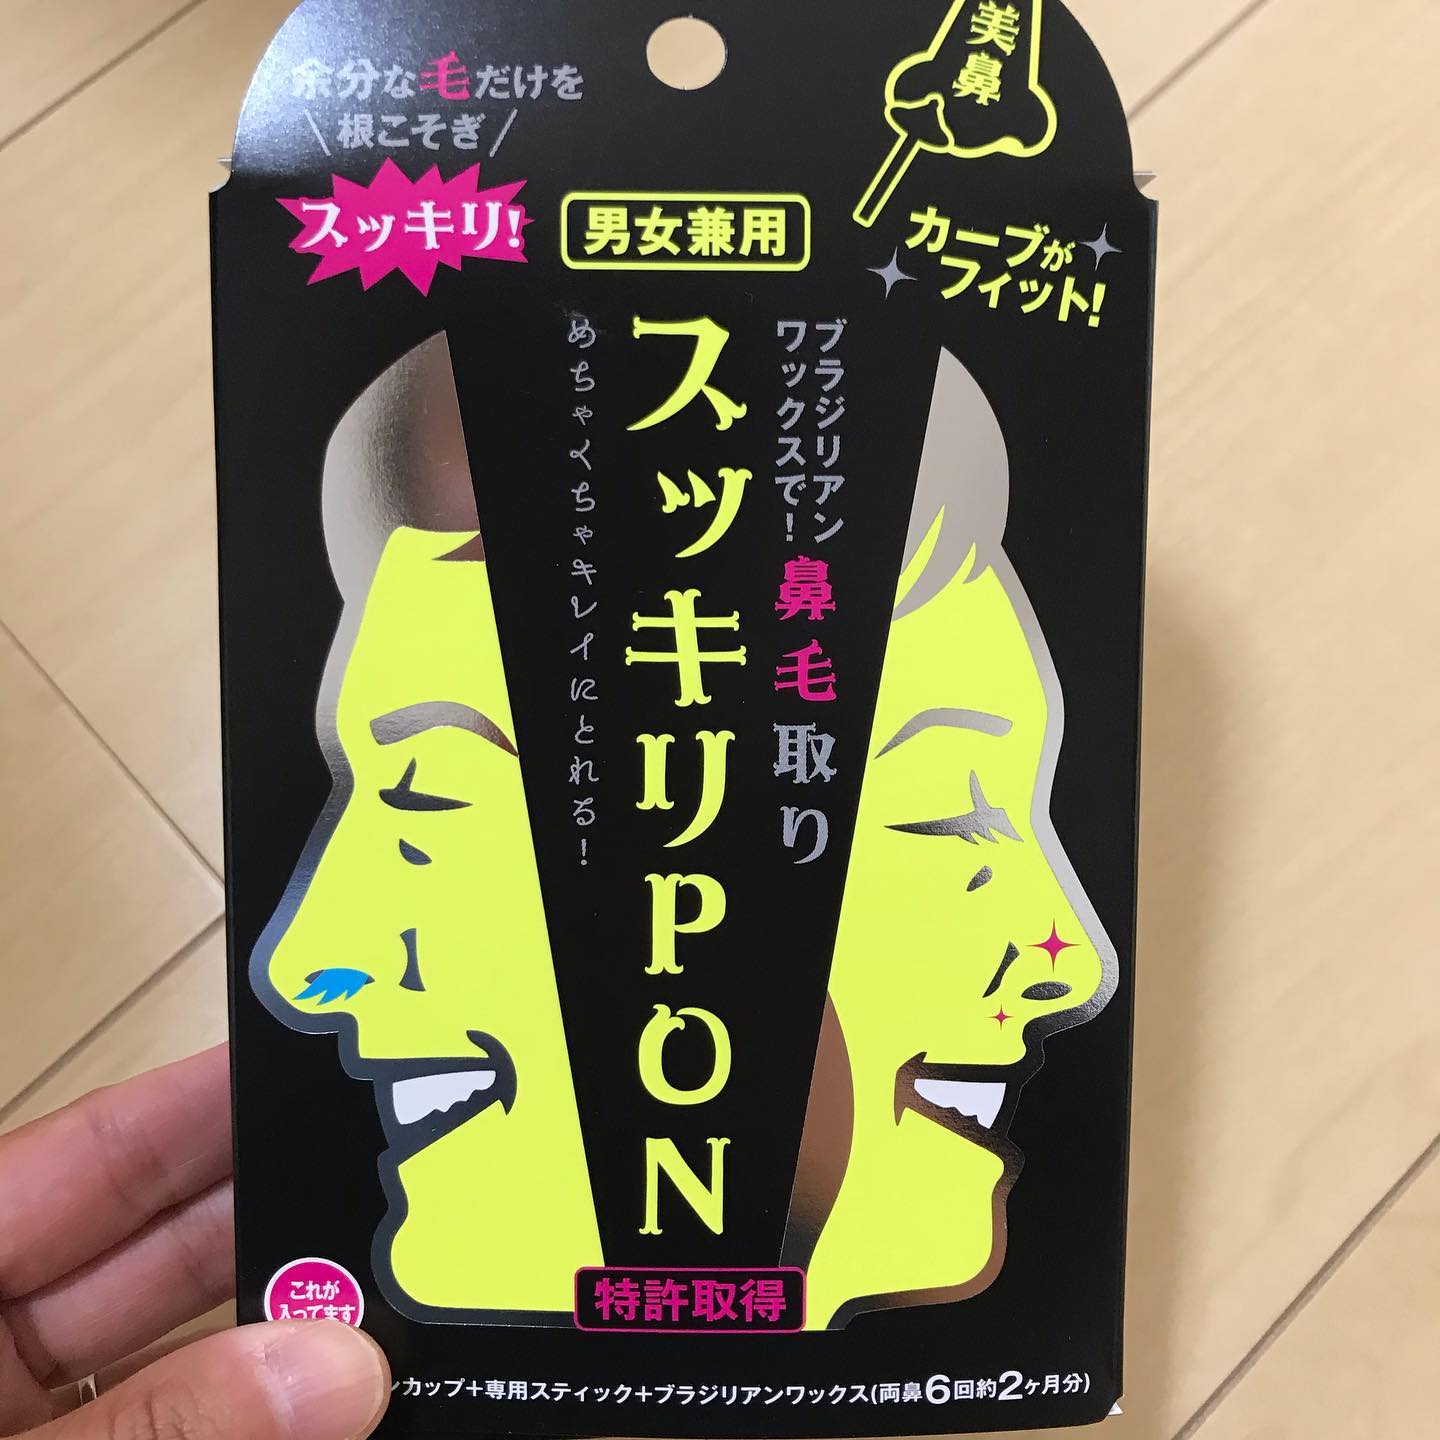 余分な毛だけを
根こそぎ
スッキリ!
男女兼用
美鼻
カーブが
フィット!
ブラジリアン
ワックスで!
鼻毛取り
スッキリPON
めちゃくちゃキレイにとれる!
特許取得
これが
入ってます
カップ+専用スティック+ブラジリアンワックス(両鼻6回約2ヶ月分)